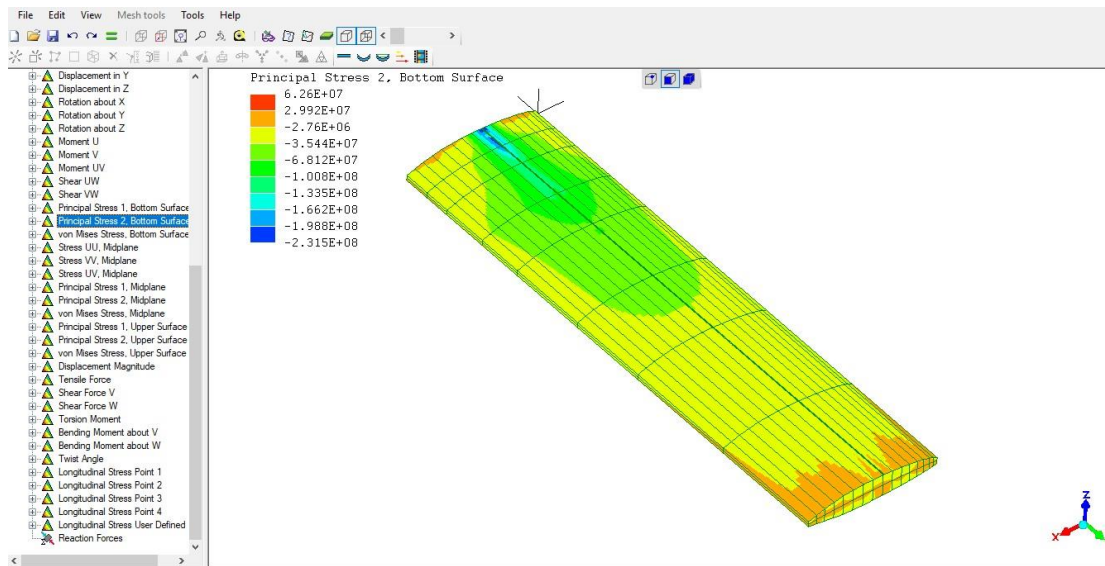 File Edit View Mesh tools Tools Help
Displacement in Y
Displacement in Z
Rotation about X
Rotation about Y
Rotation about Z
Moment U
Moment V
Moment UV
Shear UW
Shear VW
Principal Stress 1, Bottom Surface
Principal Stress 2, Bottom Surface
von Mises Stress, Bottom Surface
Stress UU, Midplane
Stress VV, Midplane
Stress UV, Midplane
Principal Stress 1, Midplane
Principal Stress 2, Midplane
von Mises Stress, Midplane
Principal Stress 1, Upper Surface
Principal Stress 2, Upper Surface
von Mises Stress, Upper Surface
Displacement Magnitude
Tensile Force
Shear Force V
Shear Force W
Torsion Moment
Bending Moment about V
Bending Moment about W
Twist Angle
Longitudinal Stress Point 1
Longitudinal Stress Point 2
Longitudinal Stress Point 3
Longitudinal Stress Point 4
Longitudinal Stress User Defined
Reaction Forces
Principal Stress 2, Bottom Surface
6.26E+07
2.992E+07
-2.76E+06
-3.544E+07
-6.812E+07
-1.008E+08
-1.335E+08
-1.662E+08
-1.988E+08
-2.315E+08
Z
X